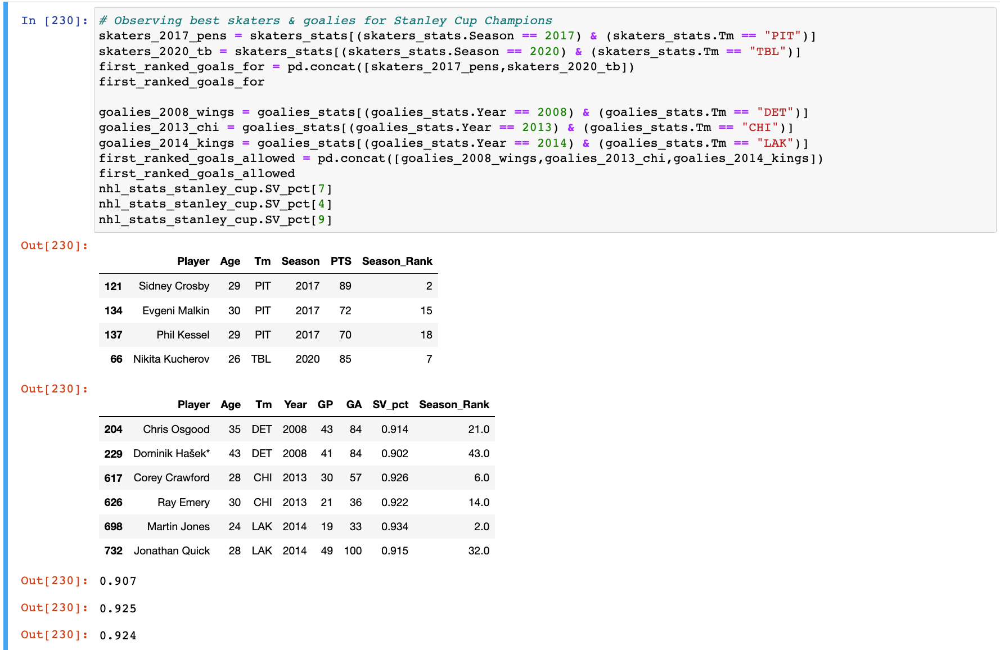 In [230]: # Observing best skaters & goalies for Stanley Cup Champions
skaters_2017_pens = skaters_stats[(skaters_stats.Season == 2017) & (skaters_stats.Tm == "PIT")]
skaters_2020_tb = skaters_stats[(skaters_stats.Season == 2020) & (skaters_stats.Tm == "TBL")]
first_ranked_goals_for = pd.concat([skaters_2017_pens,skaters_2020_tb])
first_ranked_goals_for
goalies_2008_wings = goalies_stats[(goalies_stats.Year == 2008) & (goalies_stats.Tm == "DET")]
goalies_2013_chi = goalies_stats[(goalies_stats.Year == 2013) & (goalies_stats.Tm == "CHI")]
goalies_2014_kings = goalies_stats[(goalies_stats.Year == 2014) & (goalies_stats.Tm == "LAK")]
first_ranked_goals_allowed = pd.concat([goalies_2008_wings,goalies_2013_chi,goalies_2014_kings])
first_ranked_goals_allowed
nhl_stats_stanley_cup.SV_pct[7]
nhl_stats_stanley_cup.SV_pct[4]
nhl_stats_stanley_cup.SV_pct[9]
Out[230]:
Player Age Tm Season PTS Season_Rank
121 Sidney Crosby 29 PIT 2017 89 2
134 Evgeni Malkin 30 PIT 2017 72 15
137 Phil Kessel 29 PIT 2017 70 18
66 Nikita Kucherov 26 TBL 2020 85 7
Out[230]:
Player Age Tm Year GP GA SV_pct Season_Rank
204 Chris Osgood 35 DET 2008 43 84 0.914 21.0
229 Dominik Hašek* 43 DET 2008 41 84 0.902 43.0
617 Corey Crawford 28 CHI 2013 30 57 0.926 6.0
626 Ray Emery 30 CHI 2013 21 36 0.922 14.0
698 Martin Jones 24 LAK 2014 19 33 0.934 2.0
732 Jonathan Quick 28 LAK 2014 49 100 0.915 32.0
Out[230]: 0.907
Out[230]: 0.925
Out[230]: 0.924